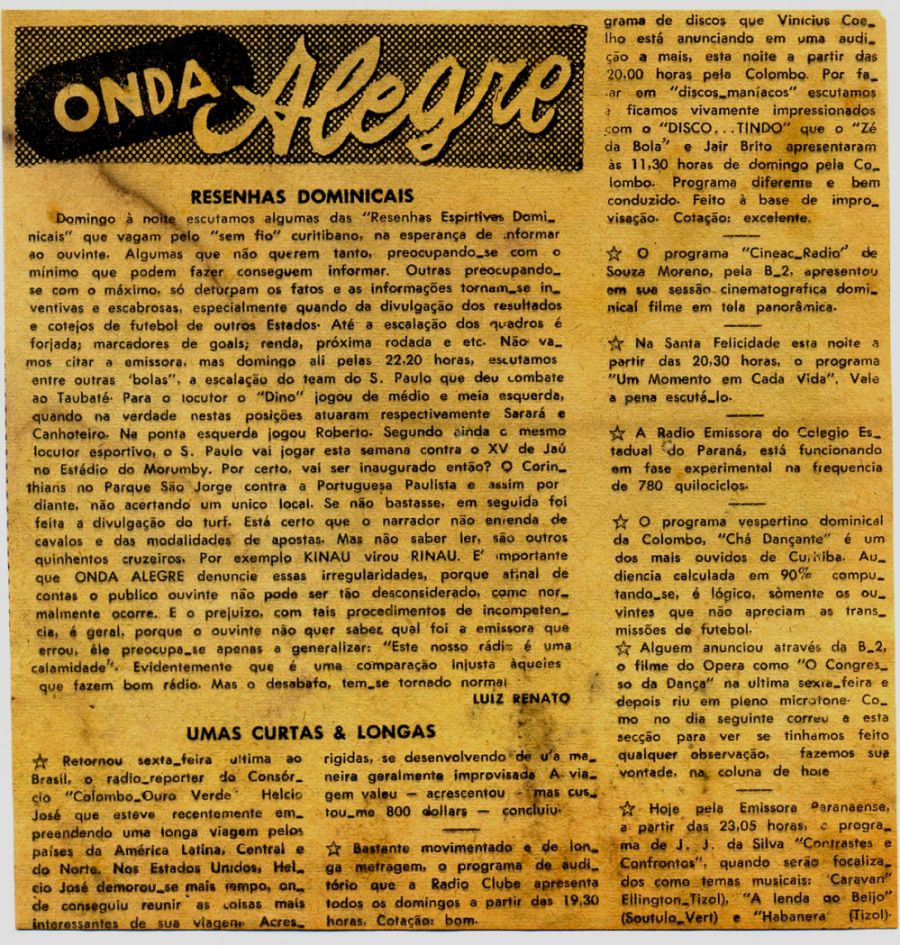 ONDA Alegre
RESENHAS DOMINICAIS
Domingo à noite escutamos algumas das "Resenhas Espirtivas Domi_
nicais" que vagam pelo "sem fio" curitibano, na esperança de informar
ao ouvinte. Algumas que não querem tanto, preocupando_se com o
mínimo que podem fazer conseguem informar. Outras preocupando_
se com o máximo, só deturpam os fatos e as informações tornam_se in_
ventivas e escabrosas, especialmente quando da divulgação dos resultados
e cotejos de futebol de outros Estados. Até a escalação dos quadros é
forjada; marcadores de goals; renda, próxima rodada e etc. Não va_
mos citar a emissora, mas domingo ali pelas 22,20 horas, escutamos
entre outras 'bolas", a escalação do team do S. Paulo que deu combate
ao Taubaté. Para o locutor o "Dino" jogou de médio e meia esquerda,
quando na verdade nestas posições atuaram respectivamente Sarará e
Canhoteiro. Na ponta esquerda jogou Roberto. Segundo ainda o mesmo
locutor esportivo, o S. Paulo vai jogar esta semana contra o XV de Jaú
no Estádio do Morumby. Por certo, vai ser inaugurado então? O Corin_
thians no Parque São Jorge contra a Portuguesa Paulista e assim por
diante, não acertando um unico local. Se não bastasse, em seguida foi
feita a divulgação do turf. Está certo que o narrador não entenda de
cavalos e das modalidades de apostas. Mas não saber ler, são outros
quinhentos cruzeiros. Por exemplo KINAU virou RINAU. E' importante
que ONDA ALEGRE denuncie essas irregularidades, porque afinal de
contas o publico ouvinte não pode ser tão desconsiderado, como nor_
malmente ocorre. E o prejuizo, com tais procedimentos de incompeten_
cia, é geral, porque o ouvinte não quer saber qual foi a emissora que
errou, êle preocupa_se apenas a generalizar: "Este nosso rádio é uma
calamidade". Evidentemente que é uma comparação injusta àqueles
que fazem bom rádio. Mas o desabafo, tem_se tornado normal
LUIZ RENATO
UMAS CURTAS & LONGAS
☆ Retornou sexta_feira ultima ao
Brasil, o radio_reporter do Consór_
cio "Colombo_Ouro Verde" Helcio
José que esteve recentemente em_
preendendo uma longa viagem pelos
países da América Latina, Central e
do Norte. Nos Estados Unidos, Hel_
cio José demorou_se mais tempo, on_
de conseguiu reunir as coisas mais
interessantes de sua viagem. Acres_
rigidas, se desenvolvendo de u'a ma_
neira geralmente improvisada A via_
gem valeu — acrescentou — mas cus_
tou_me 800 dollars — concluiu.
☆ Bastante movimentado e de lon_
ga metragem, o programa de audi_
tório que a Radio Clube apresenta
todos os domingos a partir das 19,30
horas. Cotação: bom.
grama de discos que Vinicius Coe_
lho está anunciando em uma audi_
ção a mais, esta noite a partir das
20,00 horas pela Colombo. Por fa_
ar em "discos_maníacos" escutamos
e ficamos vivamente impressionados
com o "DISCO...TINDO" que o "Zé
da Bola" e Jair Brito apresentaram
às 11,30 horas de domingo pela Co_
lombo. Programa diferente e bem
conduzido. Feito à base de impro_
visação. Cotação: excelente.
☆ O programa "Cineac_Radio" de
Souza Moreno, pela B_2, apresentou
em sua sessão cinematografica domi_
nical filme em tela panorâmica.
☆ Na Santa Felicidade esta noite a
partir das 20,30 horas, o programa
"Um Momento em Cada Vida". Vale
a pena escutá_lo.
☆ A Radio Emissora do Colegio Es_
tadual do Paraná, está funcionando
em fase experimental na frequencia
de 780 quilociclos.
☆ O programa vespertino dominical
da Colombo, "Chá Dançante" é um
dos mais ouvidos de Curitiba. Au_
diencia calculada em 90% compu_
tando_se, é lógico, sòmente os ou_
vintes que não apreciam as trans_
missões de futebol.
☆ Alguem anunciou através da B_2,
o filme do Opera como "O Congres_
so da Dança" na ultima sexta_feira e
depois riu em pleno microfone. Co_
mo no dia seguinte correu a esta
secção para ver se tinhamos feito
qualquer observação, fazemos sua
vontade, na coluna de hoje
☆ Hoje pela Emissora Paranaense,
a partir das 23,05 horas, o progra_
ma de J. J. da Silva "Contrastes e
Confrontos", quando serão focaliza_
dos como temas musicais: 'Caravan"
Ellington_Tizol), "A lenda do Beijo"
(Soutulo_Vert) e "Habanera (Tizol).